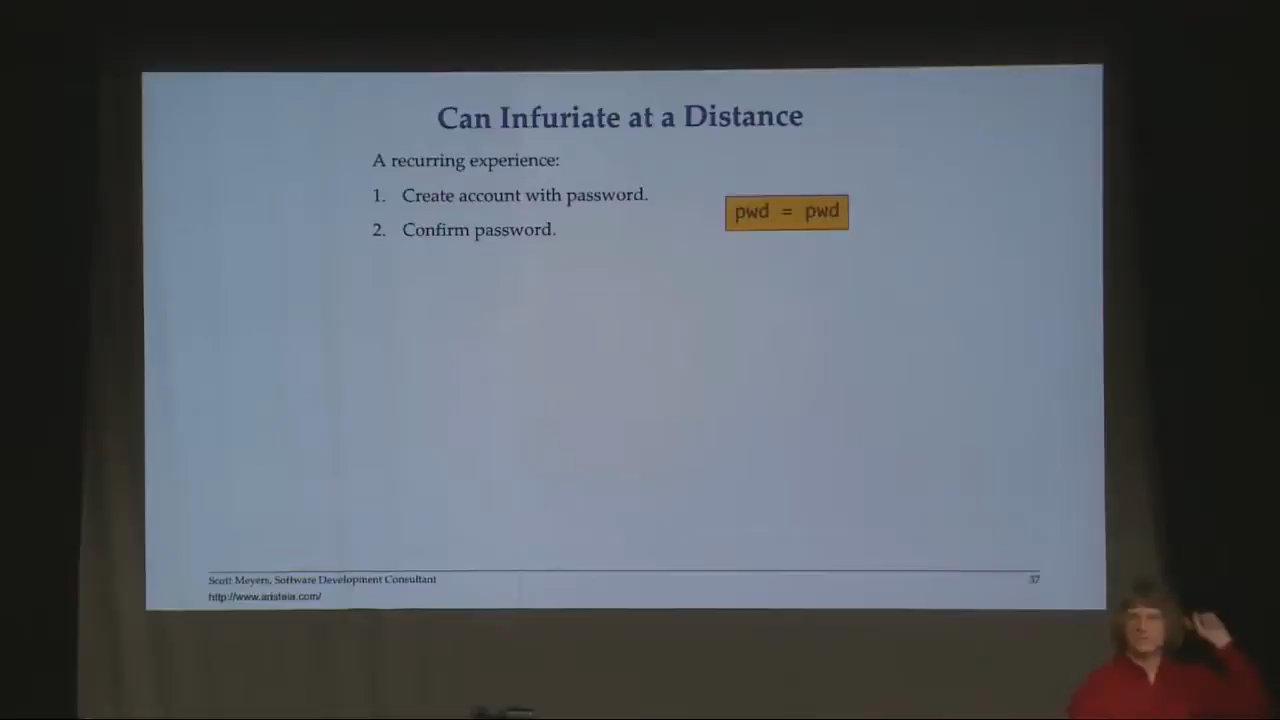 Can Infuriate at a Distance
A recurring experience:
1. Create account with password.
2. Confirm password.
pwd = pwd
Scott Meyers, Software Development Consultant
http://www.aristeia.com/
37